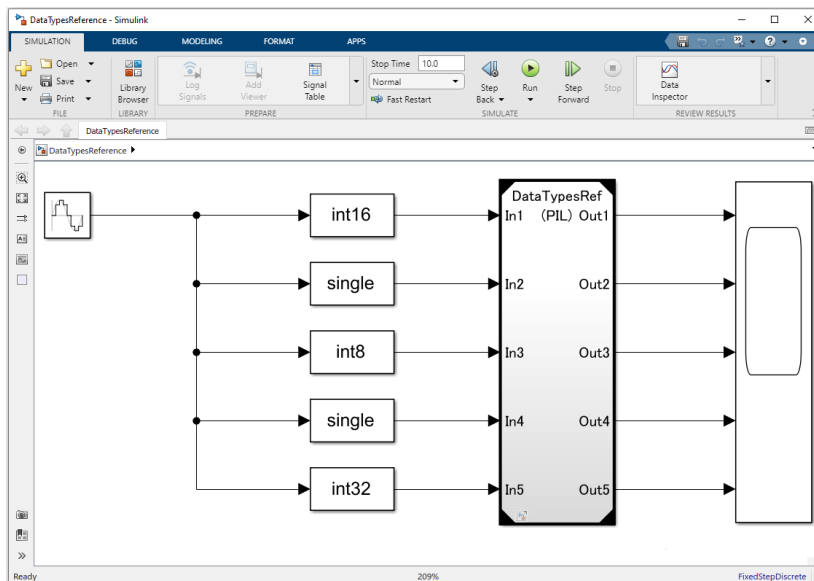 DataTypesReference - Simulink
SIMULATION DEBUG MODELING FORMAT APPS
New
Open
Save
Print
FILE
Library
Browser
LIBRARY
Log
Signals
Add
Viewer
Signal
Table
PREPARE
Stop Time 10.0
Normal
Fast Restart
Step
Back
Run
Step
Forward
Stop
SIMULATE
Data
Inspector
REVIEW RESULTS
DataTypesReference
DataTypesReference
DataTypesRef
int16
In1 (PIL) Out1
single
In2 Out2
int8
In3 Out3
single
In4 Out4
int32
In5 Out5
Ready 209% FixedStepDiscrete